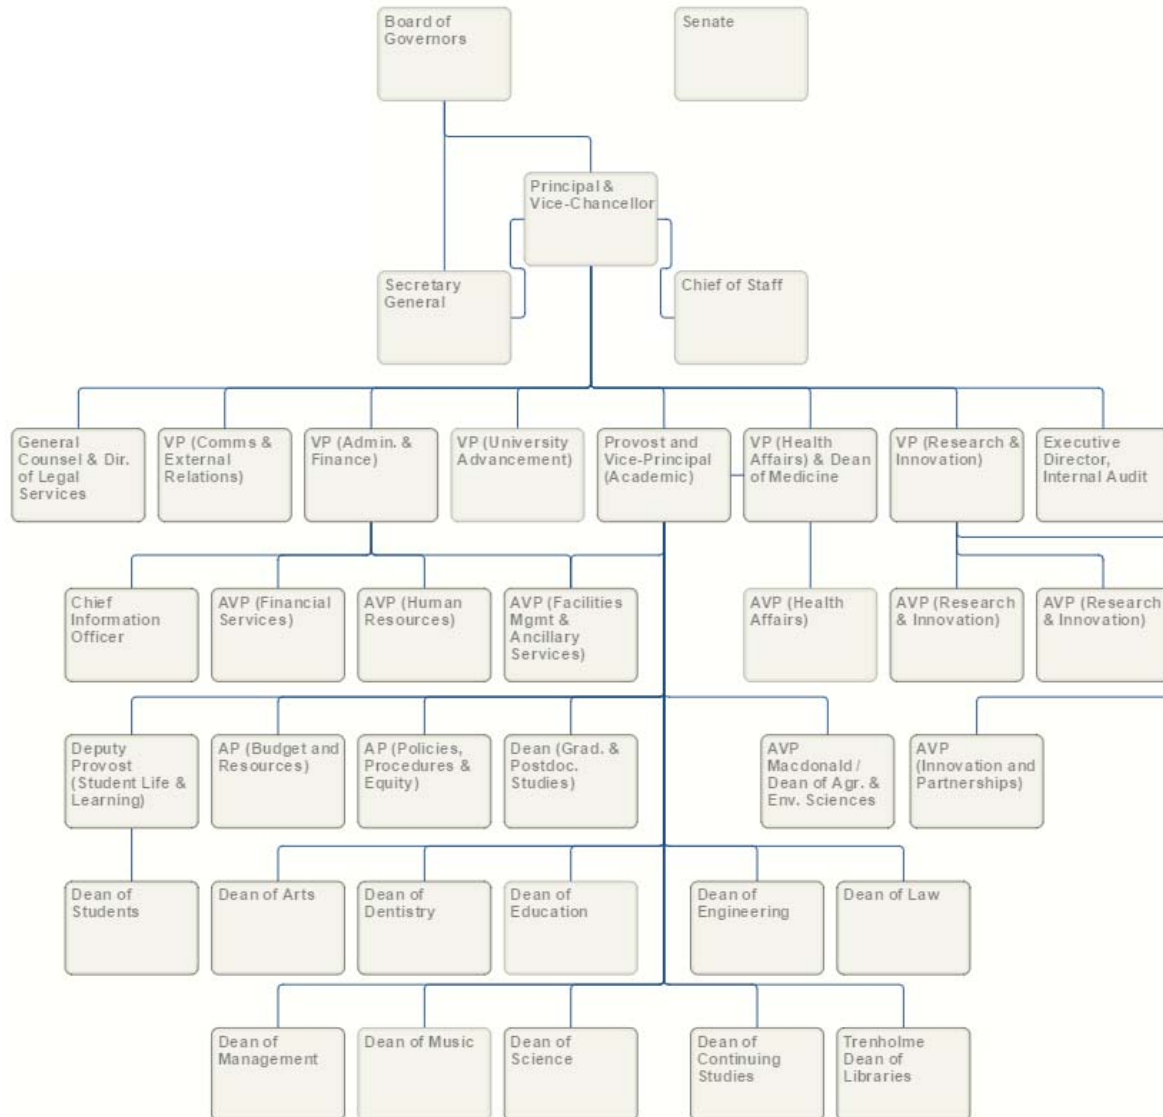 Board of
Governors
Senate
Principal &
Vice-Chancellor
Secretary
General
Chief of Staff
General
Counsel & Dir.
of Legal
Services
VP (Comms &
External
Relations)
VP (Admin. &
Finance)
VP (University
Advancement)
Provost and
Vice-Principal
(Academic)
VP (Health
Affairs) & Dean
of Medicine
VP (Research &
Innovation)
Executive
Director,
Internal Audit
Chief
Information
Officer
AVP (Financial
Services)
AVP (Human
Resources)
AVP (Facilities
Mgmt &
Ancillary
Services)
AVP (Health
Affairs)
AVP (Research
& Innovation)
AVP (Research
& Innovation)
Deputy
Provost
(Student Life &
Learning)
AP (Budget and
Resources)
AP (Policies,
Procedures &
Equity)
Dean (Grad. &
Postdoc.
Studies)
AVP
Macdonald /
Dean of Agr. &
Env. Sciences
AVP
(Innovation and
Partnerships)
Dean of
Students
Dean of Arts
Dean of
Dentistry
Dean of
Education
Dean of
Engineering
Dean of Law
Dean of
Management
Dean of Music
Dean of
Science
Dean of
Continuing
Studies
Trenholme
Dean of
Libraries